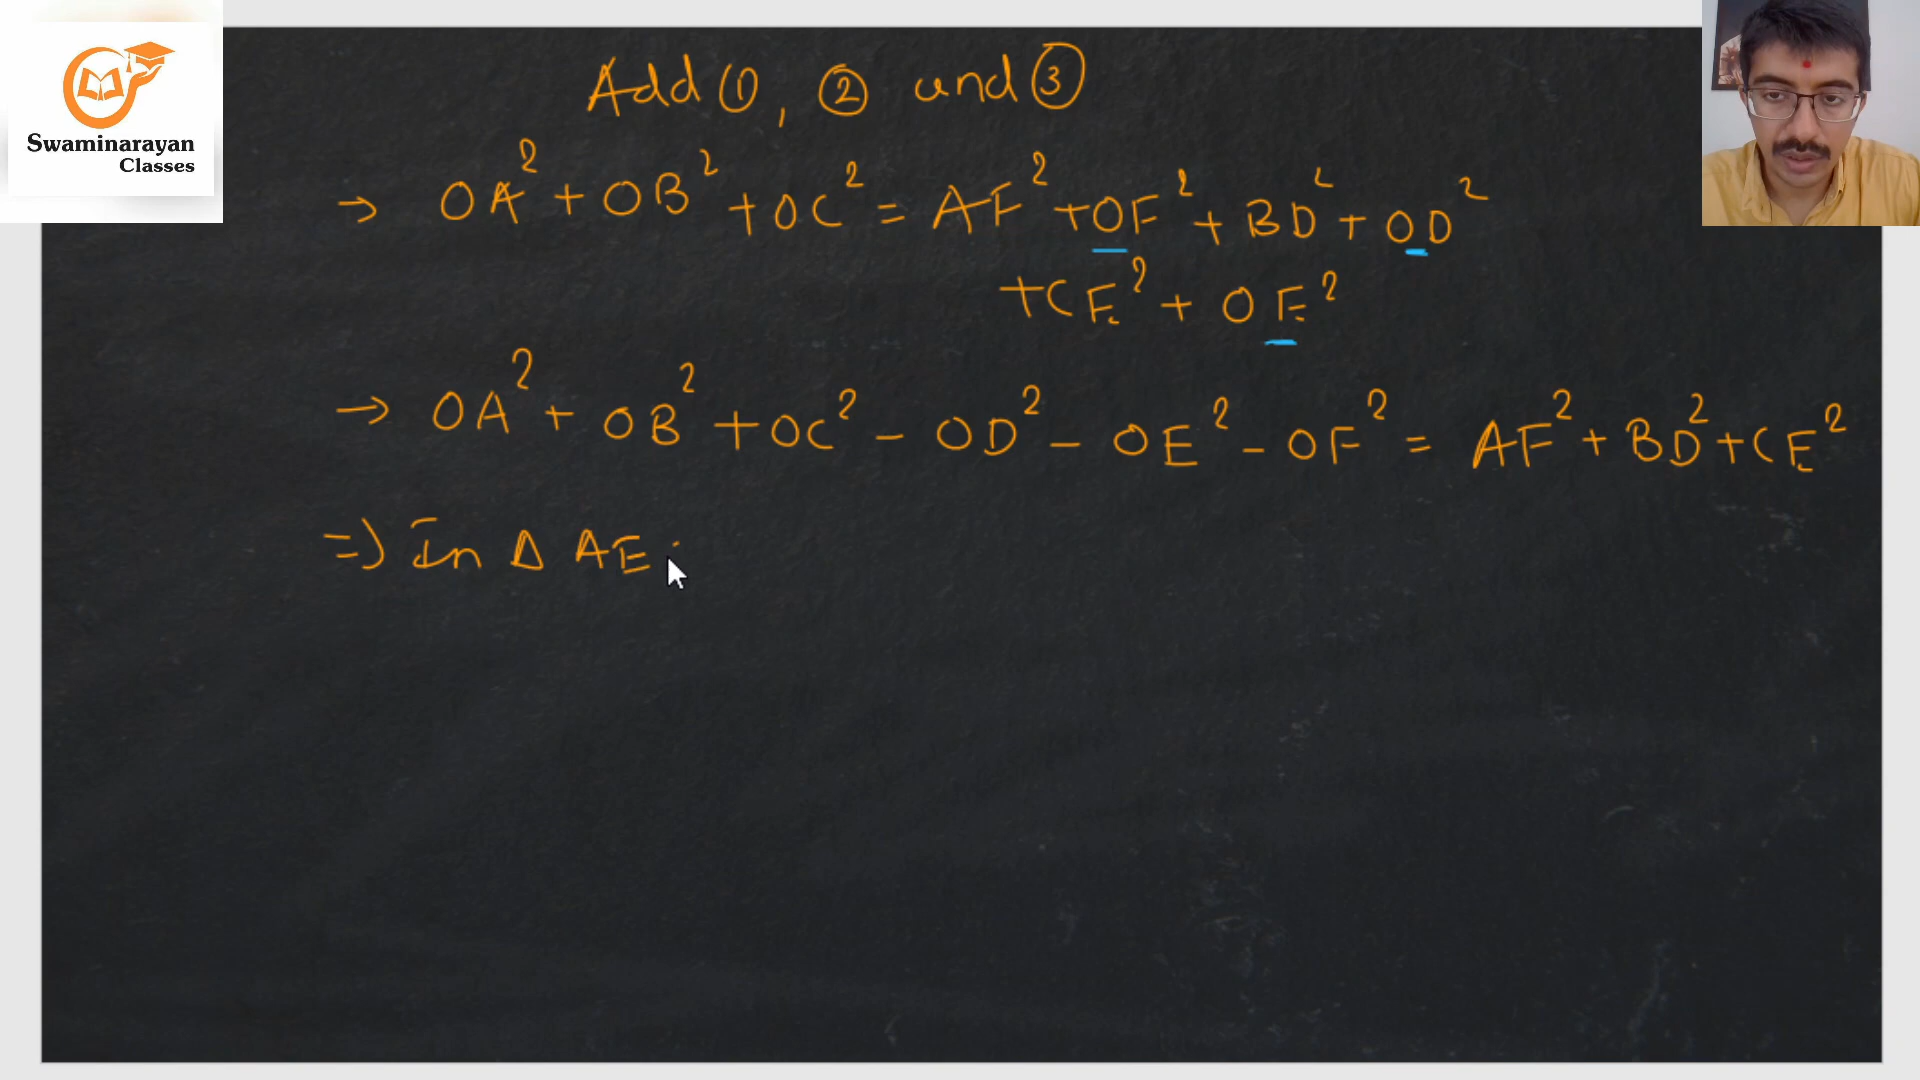 Swaminarayan
Classes
Add ①, ② and ③
→ OA² + OB² + OC² = AF² + OF² + BD² + OD²
+ CE² + OE²
→ OA² + OB² + OC² - OD² - OE² - OF² = AF² + BD² + CE²
=) In Δ AE